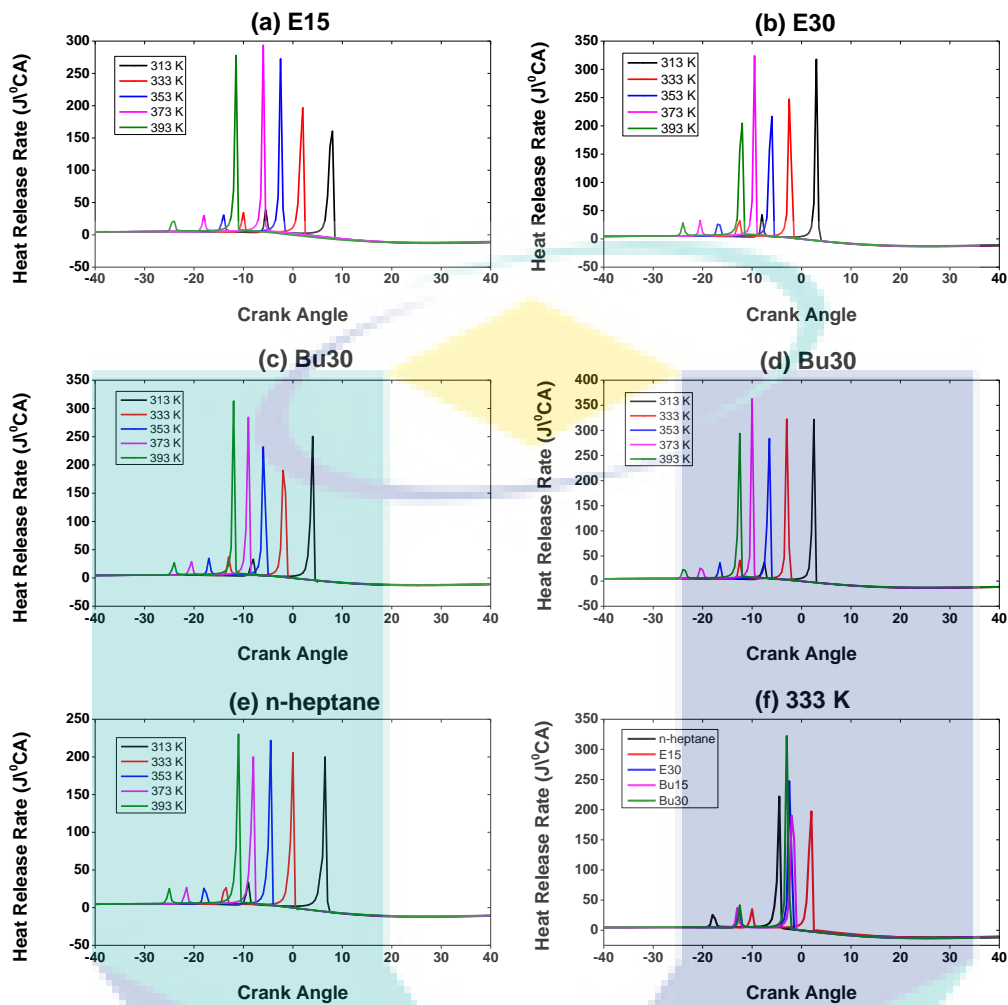 (a) E15
Heat Release Rate (J\⁰CA)
300
250
200
150
100
50
0
-50
313 K
333 K
353 K
373 K
393 K
-40 -30 -20 -10 0 10 20 30 40
Crank Angle
(b) E30
Heat Release Rate (J\⁰CA)
350
300
250
200
150
100
50
0
-50
313 K
333 K
353 K
373 K
393 K
-40 -30 -20 -10 0 10 20 30 40
Crank Angle
(c) Bu30
Heat Release Rate (J\⁰CA)
350
300
250
200
150
100
50
0
-50
313 K
333 K
353 K
373 K
393 K
-40 -30 -20 -10 0 10 20 30 40
Crank Angle
(d) Bu30
Heat Release Rate (J\⁰CA)
400
350
300
250
200
150
100
50
0
-50
313 K
333 K
353 K
373 K
393 K
-40 -30 -20 -10 0 10 20 30 40
Crank Angle
(e) n-heptane
Heat Release Rate (J\⁰CA)
250
200
150
100
50
0
-50
313 K
333 K
353 K
373 K
393 K
-40 -30 -20 -10 0 10 20 30 40
Crank Angle
(f) 333 K
Heat Release Rate (J\⁰CA)
350
300
250
200
150
100
50
0
-50
n-heptane
E15
E30
Bu15
Bu30
-40 -30 -20 -10 0 10 20 30 40
Crank Angle